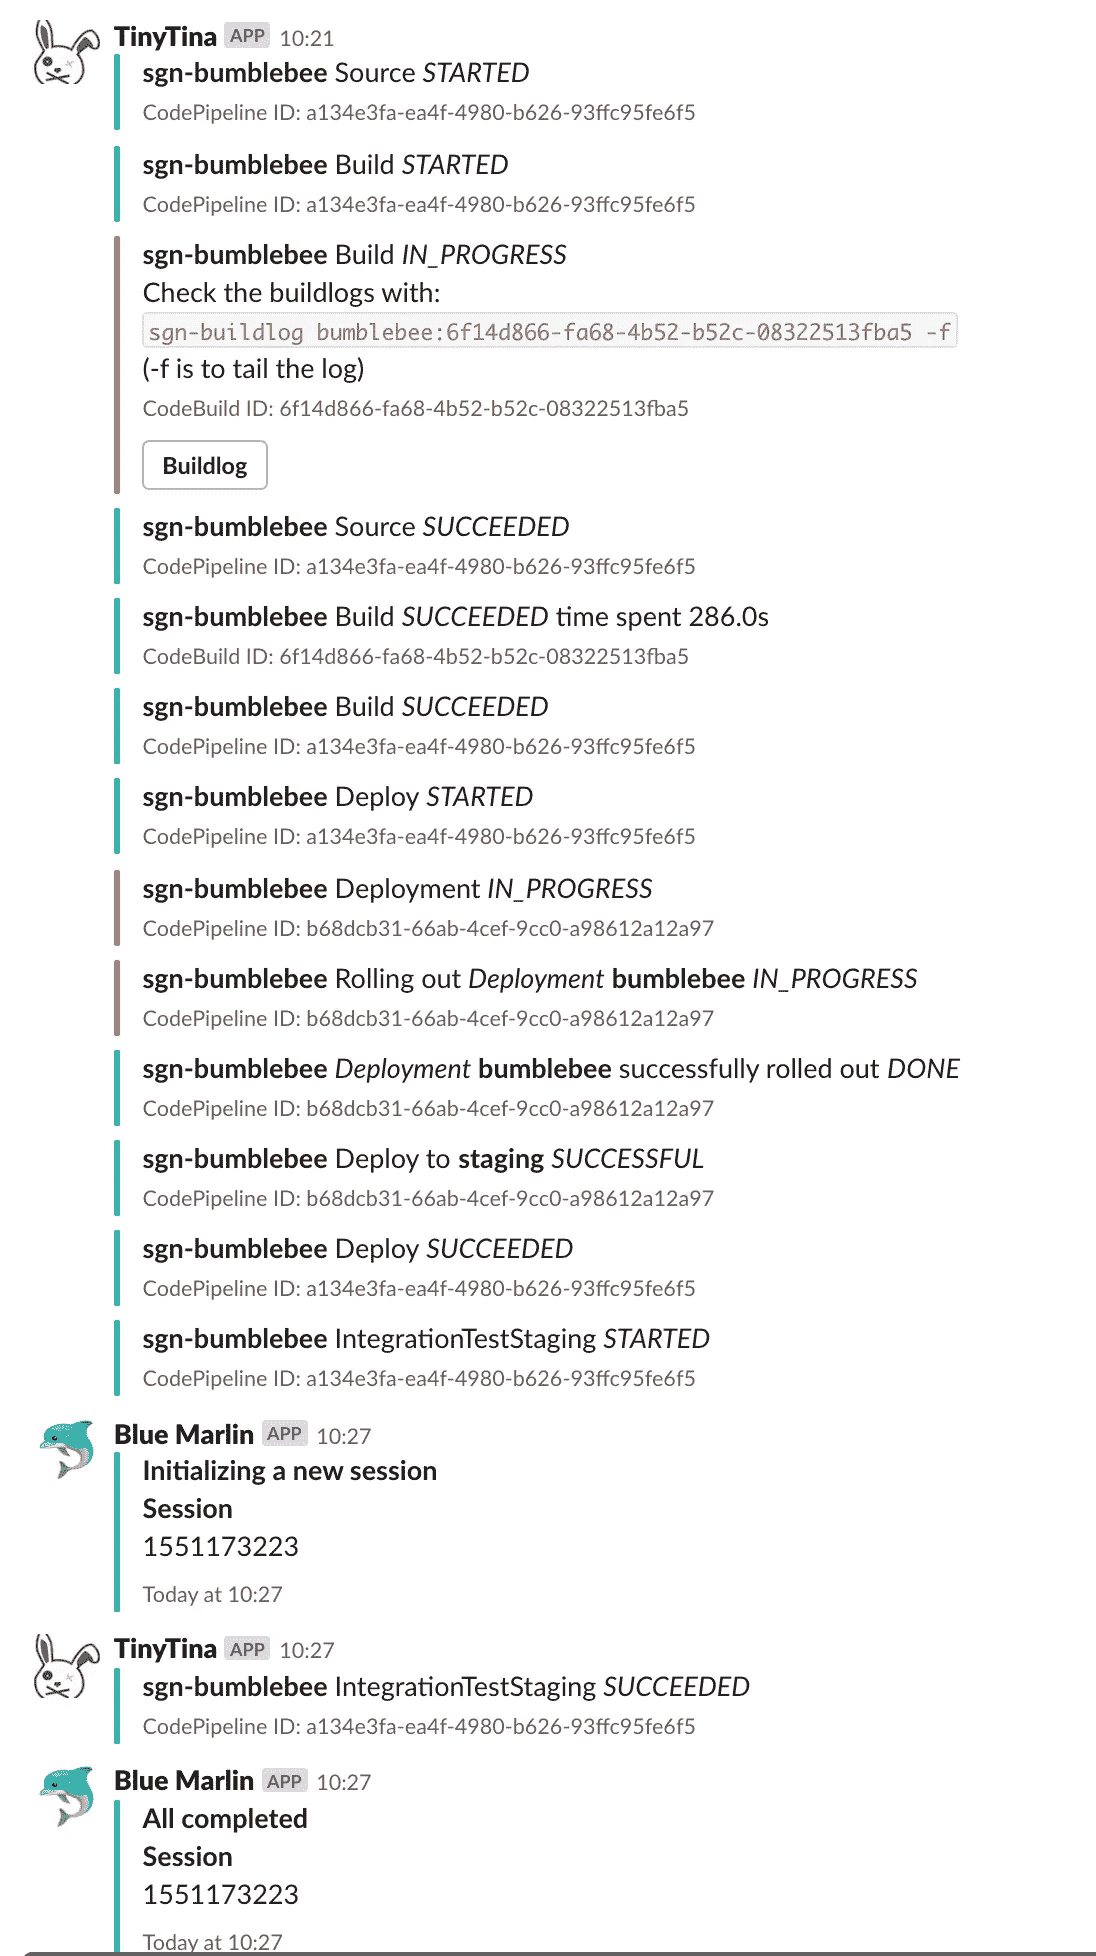 TinyTina APP 10:21
sgn-bumblebee Source STARTED
CodePipeline ID: a134e3fa-ea4f-4980-b626-93ffc95fe6f5
sgn-bumblebee Build STARTED
CodePipeline ID: a134e3fa-ea4f-4980-b626-93ffc95fe6f5
sgn-bumblebee Build IN_PROGRESS
Check the buildlogs with:
sgn-buildlog bumblebee:6f14d866-fa68-4b52-b52c-08322513fba5 -f
(-f is to tail the log)
CodeBuild ID: 6f14d866-fa68-4b52-b52c-08322513fba5
Buildlog
sgn-bumblebee Source SUCCEEDED
CodePipeline ID: a134e3fa-ea4f-4980-b626-93ffc95fe6f5
sgn-bumblebee Build SUCCEEDED time spent 286.0s
CodeBuild ID: 6f14d866-fa68-4b52-b52c-08322513fba5
sgn-bumblebee Build SUCCEEDED
CodePipeline ID: a134e3fa-ea4f-4980-b626-93ffc95fe6f5
sgn-bumblebee Deploy STARTED
CodePipeline ID: a134e3fa-ea4f-4980-b626-93ffc95fe6f5
sgn-bumblebee Deployment IN_PROGRESS
CodePipeline ID: b68dcb31-66ab-4cef-9cc0-a98612a12a97
sgn-bumblebee Rolling out Deployment bumblebee IN_PROGRESS
CodePipeline ID: b68dcb31-66ab-4cef-9cc0-a98612a12a97
sgn-bumblebee Deployment bumblebee successfully rolled out DONE
CodePipeline ID: b68dcb31-66ab-4cef-9cc0-a98612a12a97
sgn-bumblebee Deploy to staging SUCCESSFUL
CodePipeline ID: b68dcb31-66ab-4cef-9cc0-a98612a12a97
sgn-bumblebee Deploy SUCCEEDED
CodePipeline ID: a134e3fa-ea4f-4980-b626-93ffc95fe6f5
sgn-bumblebee IntegrationTestStaging STARTED
CodePipeline ID: a134e3fa-ea4f-4980-b626-93ffc95fe6f5
Blue Marlin APP 10:27
Initializing a new session
Session
1551173223
Today at 10:27
TinyTina APP 10:27
sgn-bumblebee IntegrationTestStaging SUCCEEDED
CodePipeline ID: a134e3fa-ea4f-4980-b626-93ffc95fe6f5
Blue Marlin APP 10:27
All completed
Session
1551173223
Today at 10:27